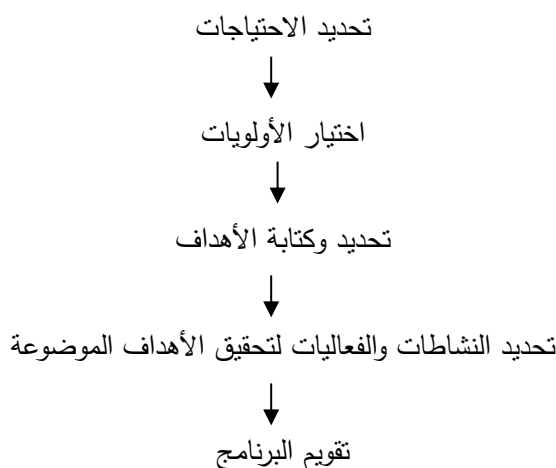 تحديد الاحتياجات
اختيار الأولويات
تحديد وكتابة الأهداف
تحديد النشاطات والفعاليات لتحقيق الأهداف الموضوعة
تقويم البرنامج